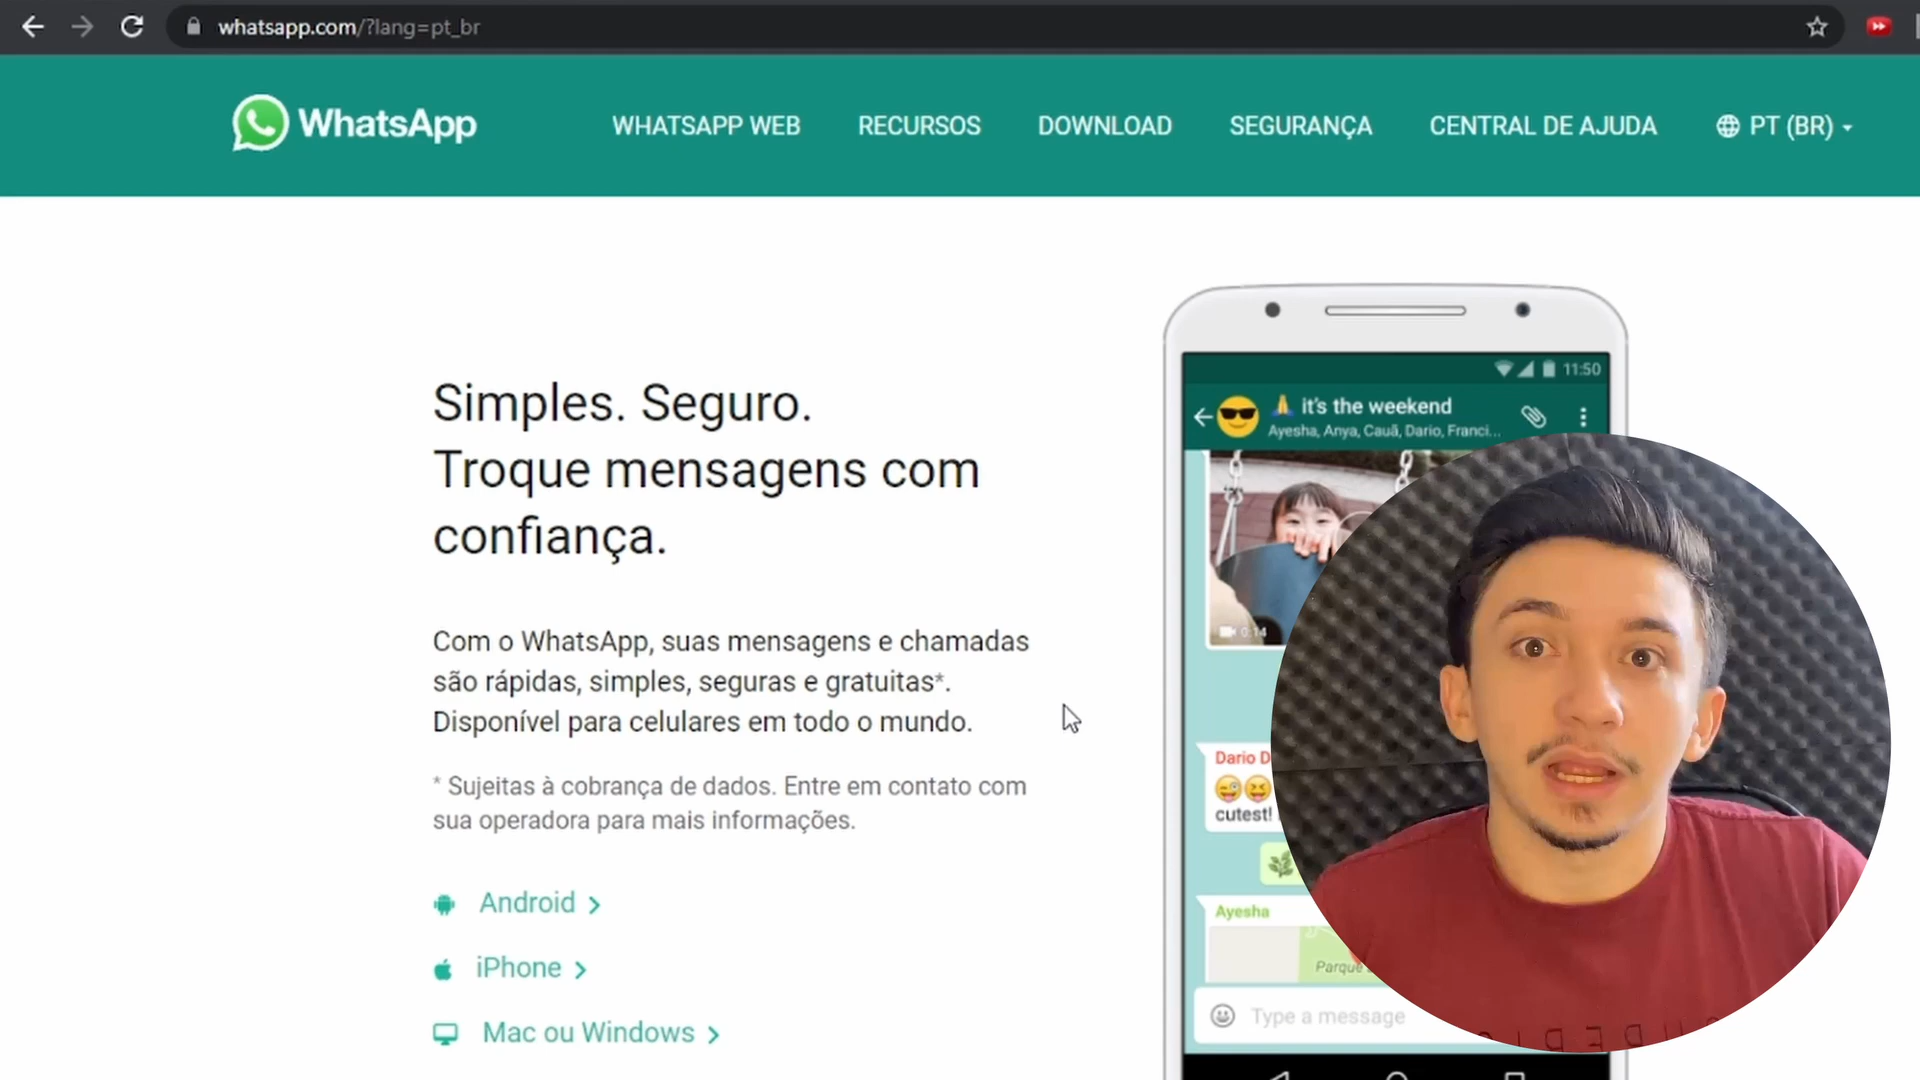 whatsapp.com/?lang=pt_br
WhatsApp
WHATSAPP WEB
RECURSOS
DOWNLOAD
SEGURANÇA
CENTRAL DE AJUDA
PT (BR)
Simples. Seguro.
Troque mensagens com
confiança.
Com o WhatsApp, suas mensagens e chamadas
são rápidas, simples, seguras e gratuitas*.
Disponível para celulares em todo o mundo.
* Sujeitas à cobrança de dados. Entre em contato com
sua operadora para mais informações.
Android
iPhone
Mac ou Windows
11:50
it's the weekend
Ayesha, Anya, Cauã, Dario, Franci...
0:14
Dario D
cutest!
Ayesha
Parque
Type a message